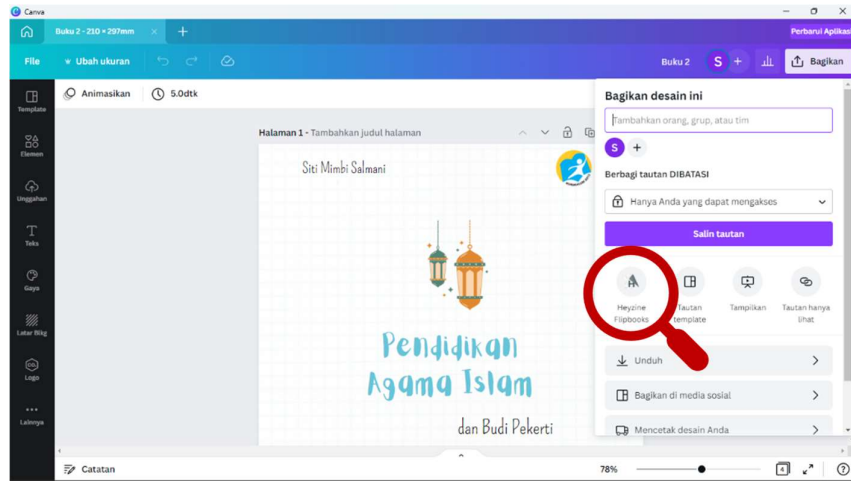 Canva
Buku 2 - 210 × 297mm
Perbarui Aplikasi
File
Ubah ukuran
Buku 2
S
Bagikan
Template
Elemen
Unggahan
Teks
Gaya
Latar Blkg
Logo
Lainnya
Animasikan
5.0dtk
Halaman 1 - Tambahkan judul halaman
Siti Mimbi Salmani
Pendidikan
Agama Islam
dan Budi Pekerti
Bagikan desain ini
Tambahkan orang, grup, atau tim
S
Berbagi tautan DIBATASI
Hanya Anda yang dapat mengakses
Salin tautan
Heyzine
Flipbooks
Tautan
template
Tampilkan
Tautan hanya
lihat
Unduh
Bagikan di media sosial
Mencetak desain Anda
Catatan
78%
4